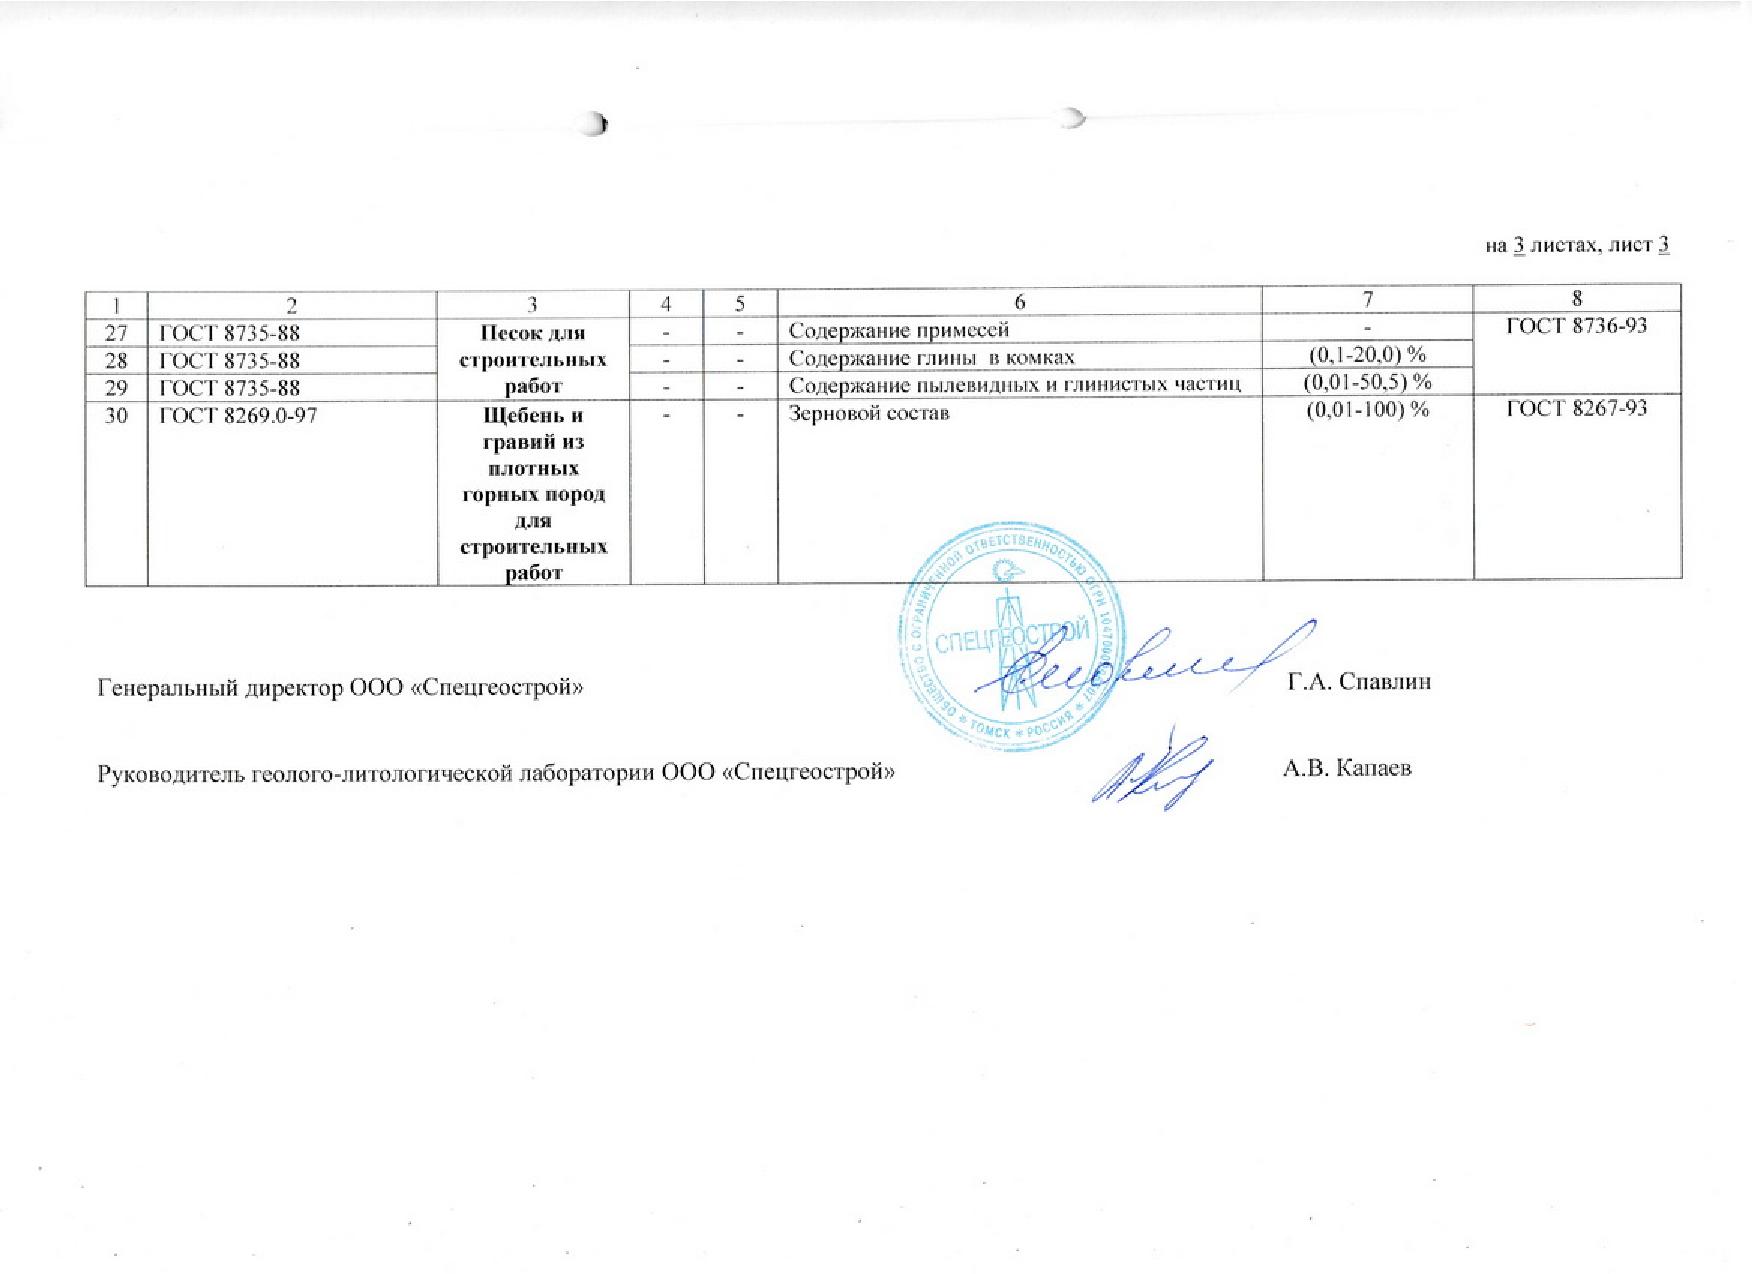 на 3 листах, лист 3
1 2 3 4 5 6 7 8
27 ГОСТ 8735-88 Песок для - - Содержание примесей - ГОСТ 8736-93
28 ГОСТ 8735-88 строительных - - Содержание глины в комках (0,1-20,0) %
29 ГОСТ 8735-88 работ - - Содержание пылевидных и глинистых частиц (0,01-50,5) %
30 ГОСТ 8269.0-97 Щебень и - - Зерновой состав (0,01-100) % ГОСТ 8267-93
гравий из
плотных
горных пород
для
строительных
работ
ОБЩЕСТВО С ОГРАНИЧЕННОЙ ОТВЕТСТВЕННОСТЬЮ ОГРН
СПЕЦГЕОСТРОЙ
ТОМСК * РОССИЯ *
Генеральный директор ООО «Спецгеострой» Г.А. Спавлин
Руководитель геолого-литологической лаборатории ООО «Спецгеострой» А.В. Капаев